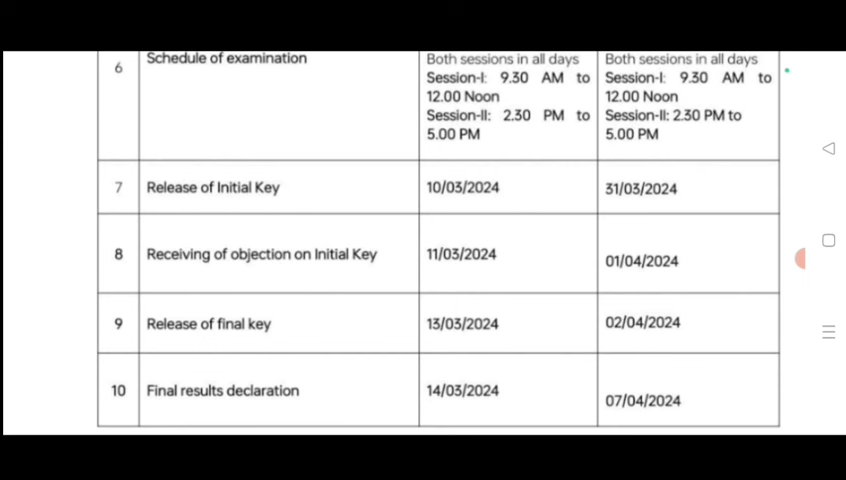 6 Schedule of examination Both sessions in all days Both sessions in all days
Session-I: 9.30 AM to Session-I: 9.30 AM to
12.00 Noon 12.00 Noon
Session-II: 2.30 PM to Session-II: 2.30 PM to
5.00 PM 5.00 PM
7 Release of Initial Key 10/03/2024 31/03/2024
8 Receiving of objection on Initial Key 11/03/2024 01/04/2024
9 Release of final key 13/03/2024 02/04/2024
10 Final results declaration 14/03/2024 07/04/2024